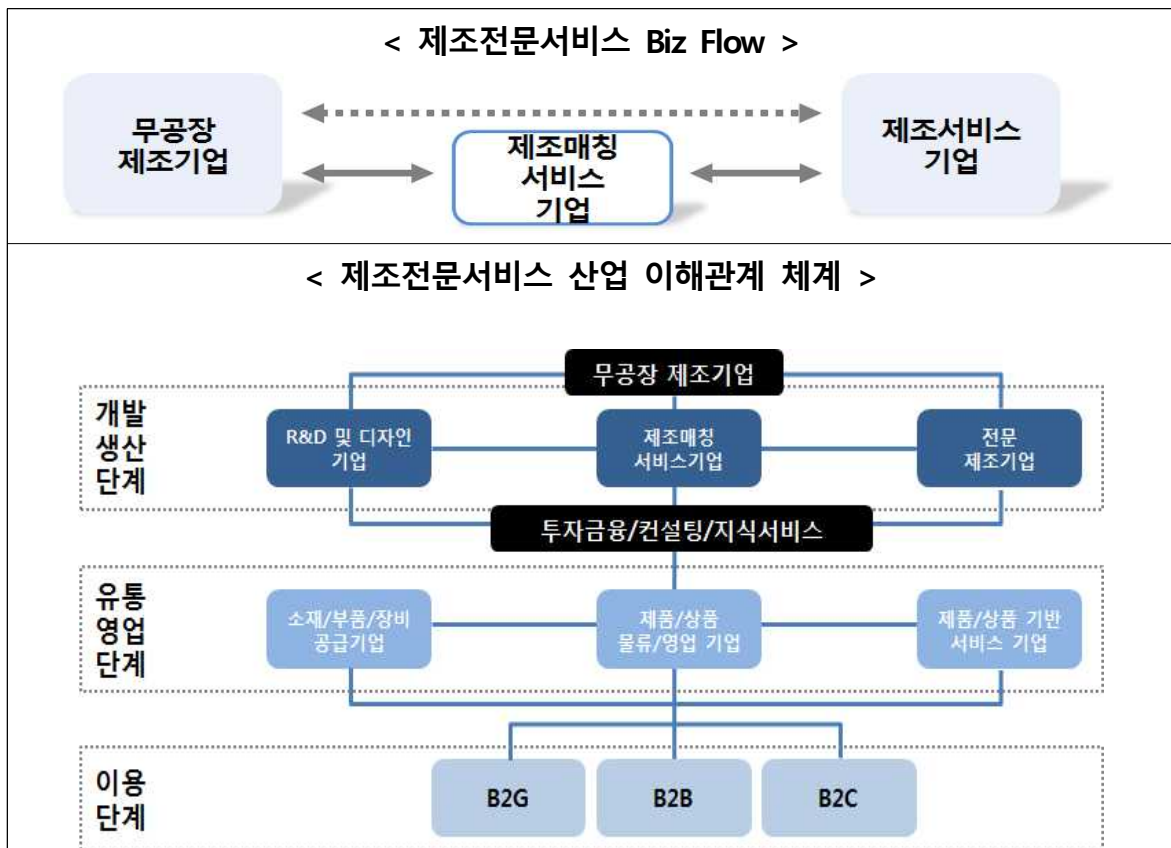 < 제조전문서비스 Biz Flow >
무공장
제조기업
제조매칭
서비스
기업
제조서비스
기업
< 제조전문서비스 산업 이해관계 체계 >
무공장 제조기업
개발
생산
단계
R&D 및 디자인
기업
제조매칭
서비스기업
전문
제조기업
투자금융/컨설팅/지식서비스
유통
영업
단계
소재/부품/장비
공급기업
제품/상품
물류/영업 기업
제품/상품 기반
서비스 기업
이용
단계
B2G
B2B
B2C